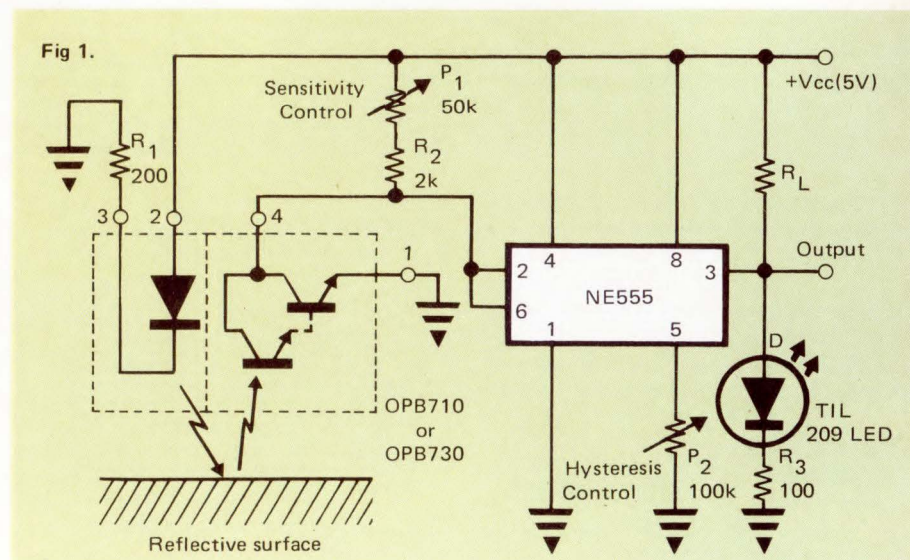 Fig 1.
Sensitivity
Control
P1
50k
+Vcc(5V)
R1
200
R2
2k
RL
3
2
4
1
Output
2
6
4
8
3
NE555
1
5
D
OPB710
or
OPB730
TIL
209 LED
Hysteresis
Control
P2
100k
R3
100
Reflective surface